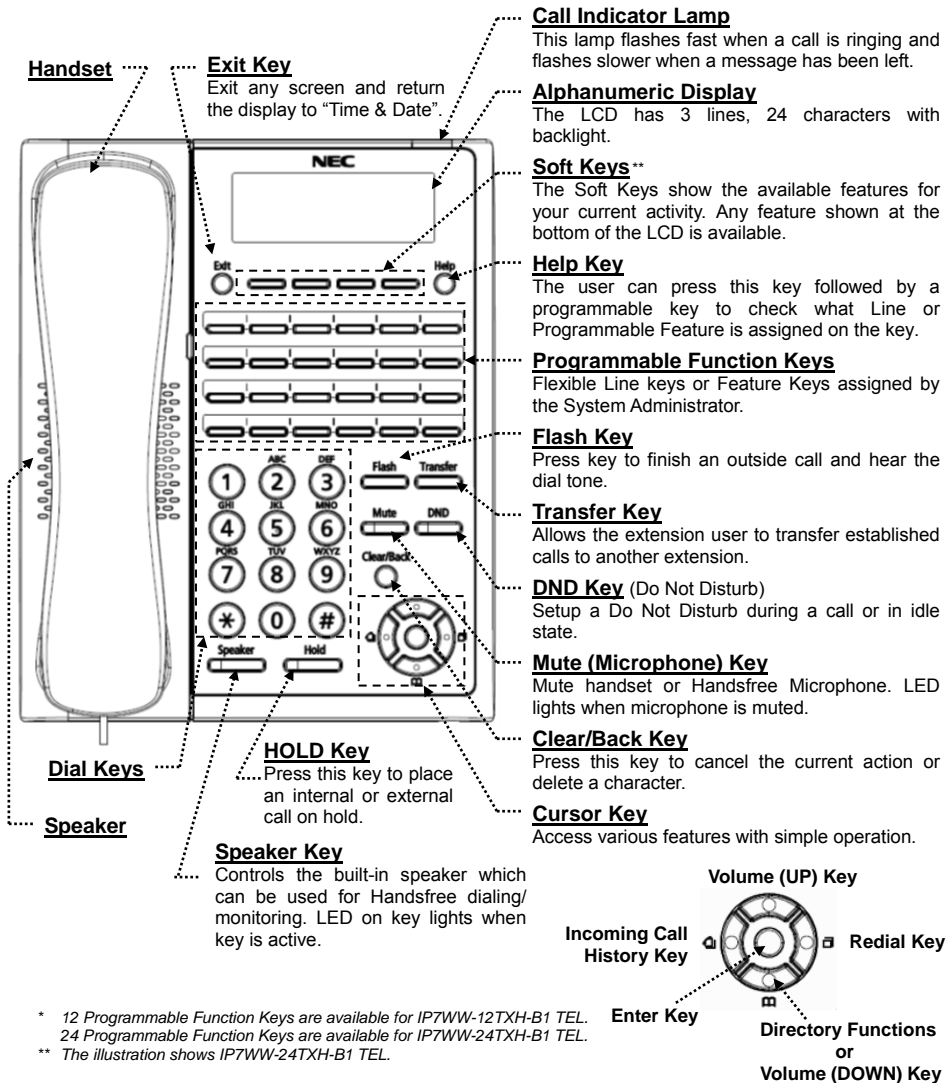 Call Indicator Lamp
This lamp flashes fast when a call is ringing and
flashes slower when a message has been left.
Handset
Exit Key
Exit any screen and return
the display to “Time & Date”.
Alphanumeric Display
The LCD has 3 lines, 24 characters with
backlight.
NEC
Soft Keys**
The Soft Keys show the available features for
your current activity. Any feature shown at the
bottom of the LCD is available.
Exit
Help
Help Key
The user can press this key followed by a
programmable key to check what Line or
Programmable Feature is assigned on the key.
Programmable Function Keys
Flexible Line keys or Feature Keys assigned by
the System Administrator.
Flash Key
Press key to finish an outside call and hear the
dial tone.
ABC DEF
1 2 3
GHI JKL MNO
4 5 6
PQRS TUV WXYZ
7 8 9
* 0 #
Flash Transfer
Mute DND
Clear/Back
Speaker Hold
Transfer Key
Allows the extension user to transfer established
calls to another extension.
DND Key (Do Not Disturb)
Setup a Do Not Disturb during a call or in idle
state.
Mute (Microphone) Key
Mute handset or Handsfree Microphone. LED
lights when microphone is muted.
Clear/Back Key
Press this key to cancel the current action or
delete a character.
Cursor Key
Access various features with simple operation.
Dial Keys
HOLD Key
Press this key to place
an internal or external
call on hold.
Speaker
Speaker Key
Controls the built-in speaker which
can be used for Handsfree dialing/
monitoring. LED on key lights when
key is active.
Volume (UP) Key
Incoming Call
History Key
Redial Key
Enter Key
Directory Functions
or
Volume (DOWN) Key
* 12 Programmable Function Keys are available for IP7WW-12TXH-B1 TEL.
24 Programmable Function Keys are available for IP7WW-24TXH-B1 TEL.
** The illustration shows IP7WW-24TXH-B1 TEL.